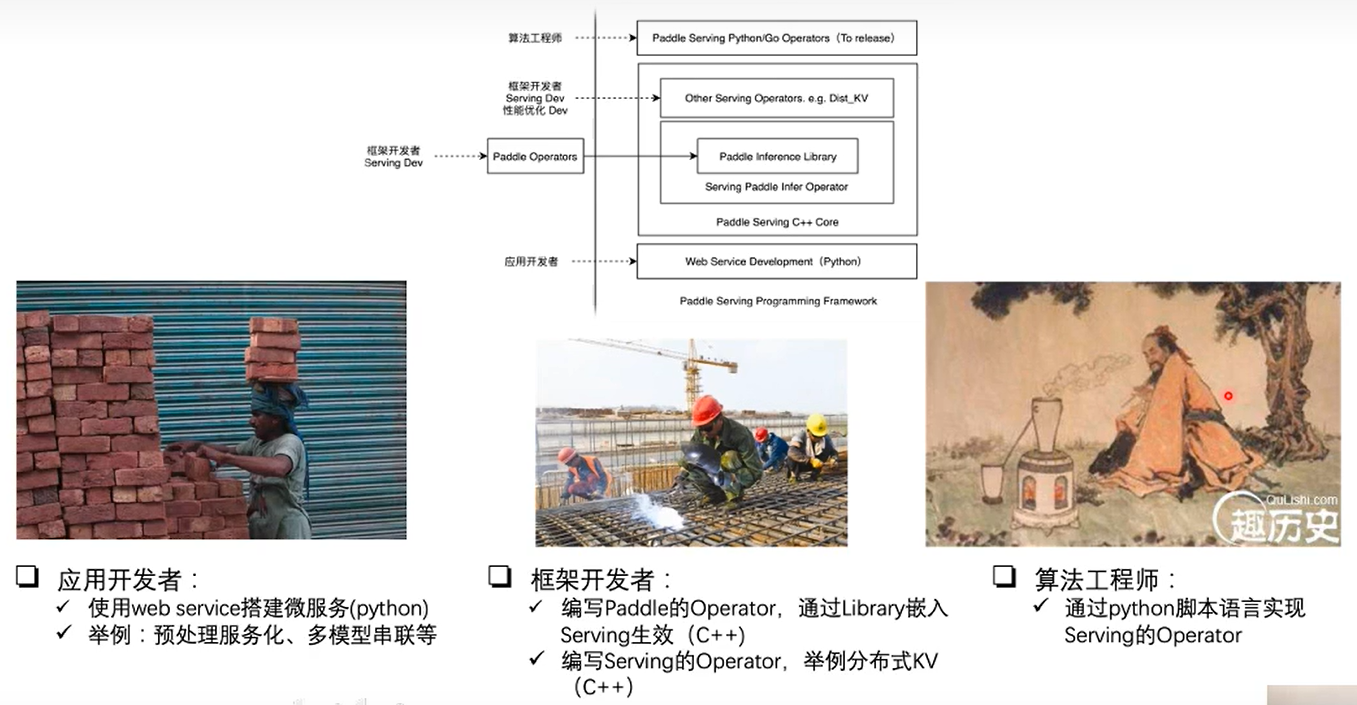 算法工程师
Paddle Serving Python/Go Operators（To release）
框架开发者
Serving Dev
性能优化 Dev
Other Serving Operators. e.g. Dist_KV
框架开发者
Serving Dev
Paddle Operators
Paddle Inference Library
Serving Paddle Infer Operator
Paddle Serving C++ Core
应用开发者
Web Service Development（Python）
Paddle Serving Programming Framework
QuLishi.com
趣历史
应用开发者：
使用web service搭建微服务(python)
举例：预处理服务化、多模型串联等
框架开发者：
编写Paddle的Operator，通过Library嵌入
Serving生效（C++）
编写Serving的Operator，举例分布式KV
（C++）
算法工程师：
通过python脚本语言实现
Serving的Operator